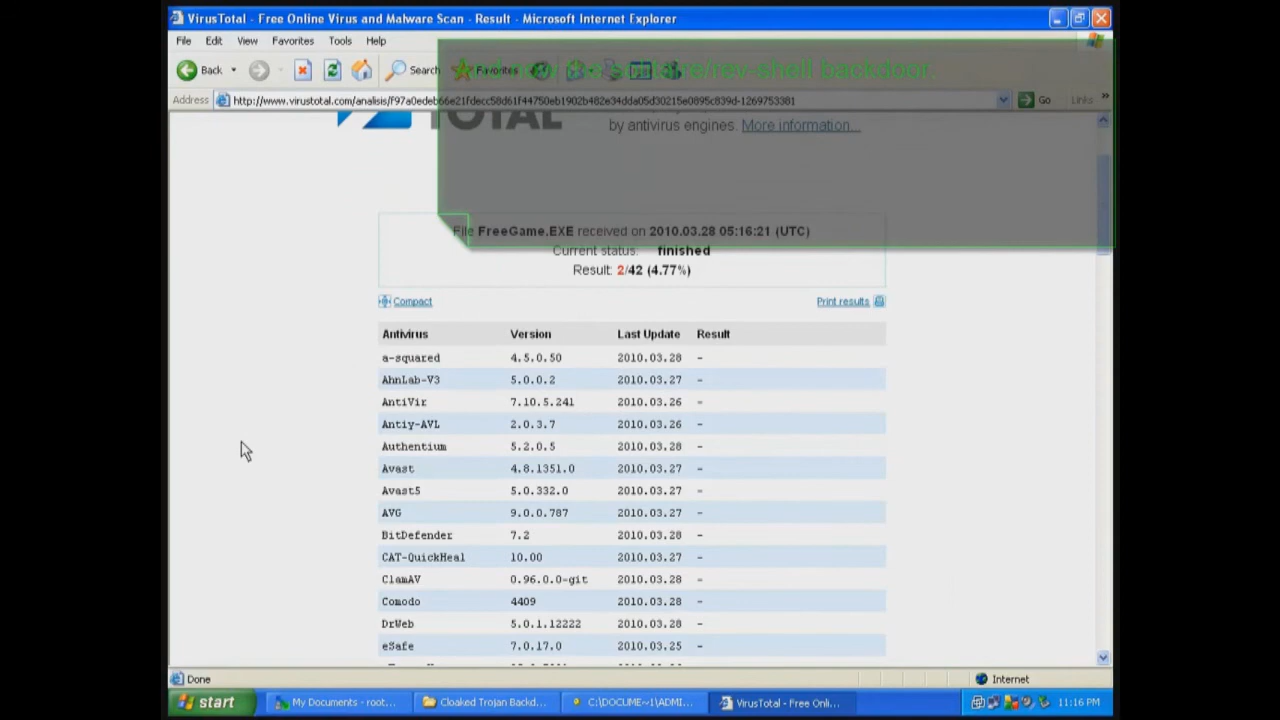 VirusTotal - Free Online Virus and Malware Scan - Result - Microsoft Internet Explorer
File Edit View Favorites Tools Help
Back Search Favorites
backdoor.
Address http://www.virustotal.com/analisis/f97a0edeb66e21fdecc58d61f44750eb1902b482e34dda05d30215e0895c839d-1269753381 Go Links »
TOTAL
by antivirus engines. More information...
File FreeGame.EXE received on 2010.03.28 05:16:21 (UTC)
Current status: finished
Result: 2/42 (4.77%)
Compact Print results
Antivirus Version Last Update Result
a-squared 4.5.0.50 2010.03.28 -
AhnLab-V3 5.0.0.2 2010.03.27 -
AntiVir 7.10.5.241 2010.03.26 -
Antiy-AVL 2.0.3.7 2010.03.26 -
Authentium 5.2.0.5 2010.03.28 -
Avast 4.8.1351.0 2010.03.27 -
Avast5 5.0.332.0 2010.03.27 -
AVG 9.0.0.787 2010.03.27 -
BitDefender 7.2 2010.03.28 -
CAT-QuickHeal 10.00 2010.03.27 -
ClamAV 0.96.0.0-git 2010.03.28 -
Comodo 4409 2010.03.28 -
DrWeb 5.0.1.12222 2010.03.28 -
eSafe 7.0.17.0 2010.03.25 -
Done Internet
start My Documents - root... Cloaked Trojan Backd... C:\DOCUME~1\ADMI... VirusTotal - Free Onli... 11:16 PM